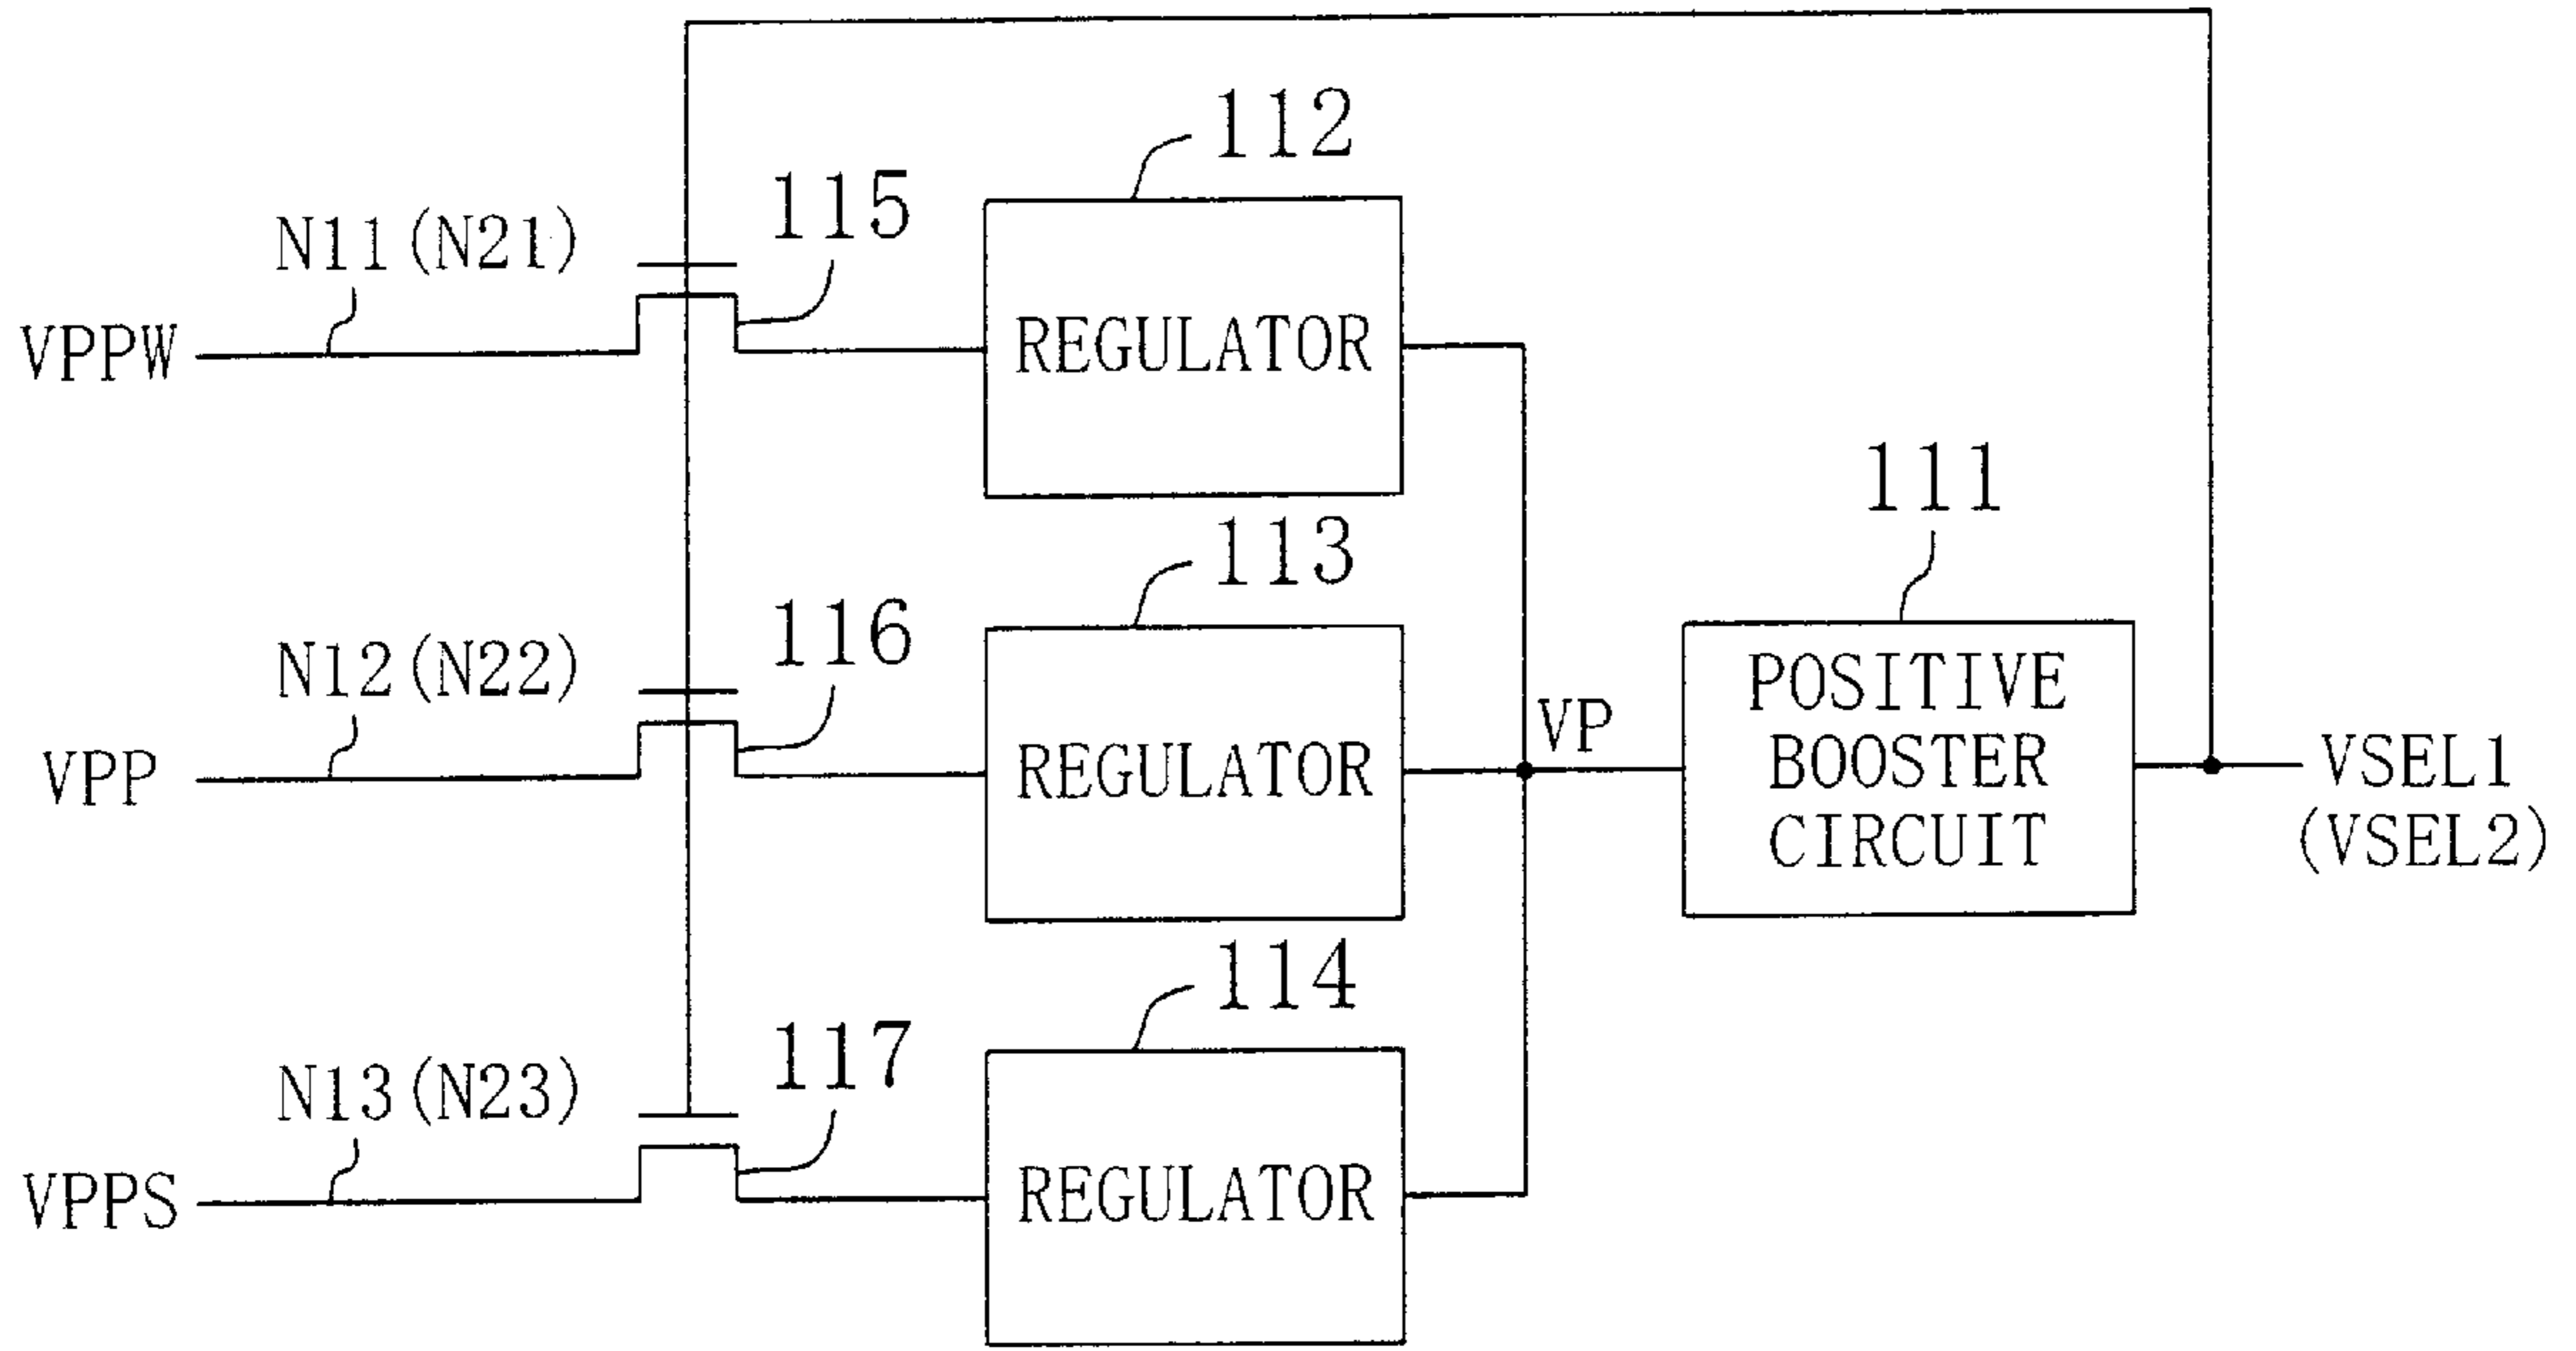 112
115
N11(N21)
VPPW
REGULATOR
111
113
116
N12(N22)
VPP
REGULATOR
VP
POSITIVE
BOOSTER
CIRCUIT
VSEL1
(VSEL2)
114
117
N13(N23)
VPPS
REGULATOR